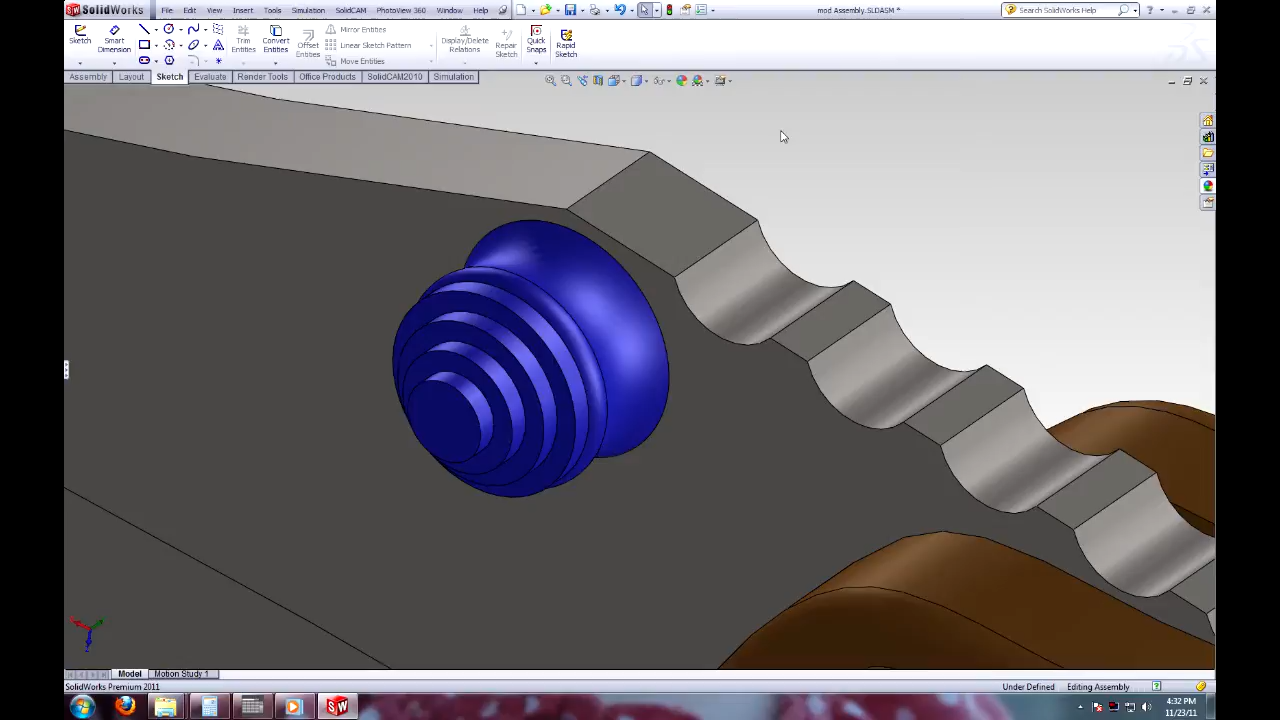 SolidWorks File Edit View Insert Tools Simulation SolidCAM PhotoView 360 Window Help mod Assembly.SLDASM * Search SolidWorks Help
Sketch Smart Dimension Trim Entities Convert Entities Offset Entities Mirror Entities Linear Sketch Pattern Move Entities Display/Delete Relations Repair Sketch Quick Snaps Rapid Sketch
Assembly Layout Sketch Evaluate Render Tools Office Products SolidCAM2010 Simulation
Model Motion Study 1
SolidWorks Premium 2011 Under Defined Editing Assembly
4:32 PM
11/23/11